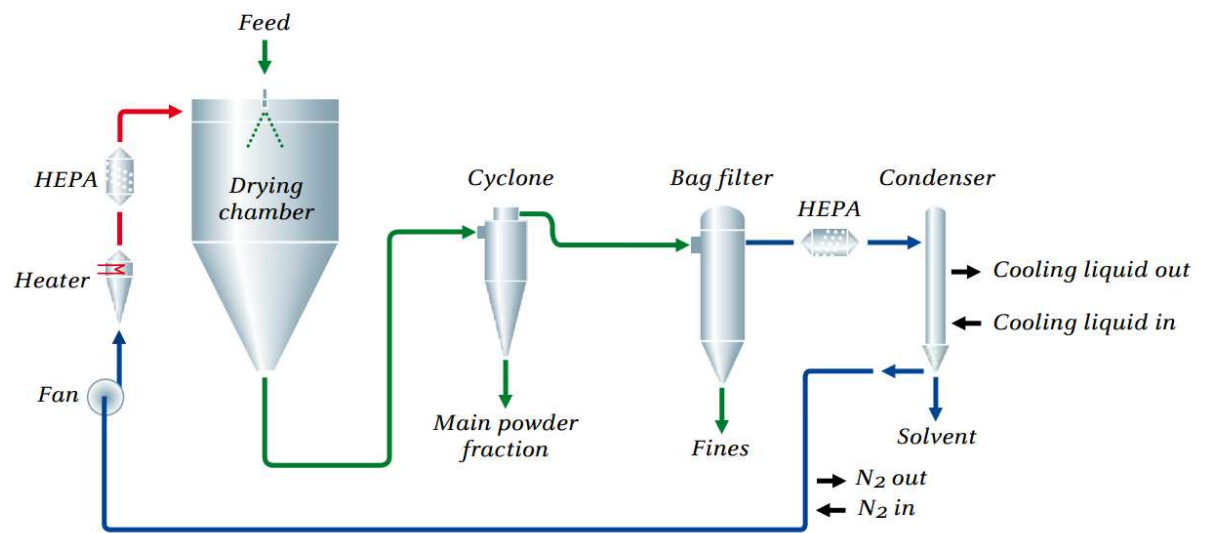 Feed
HEPA
Drying
chamber
Heater
Fan
Cyclone
Main powder
fraction
Bag filter
Fines
HEPA
Condenser
Cooling liquid out
Cooling liquid in
Solvent
N₂ out
N₂ in